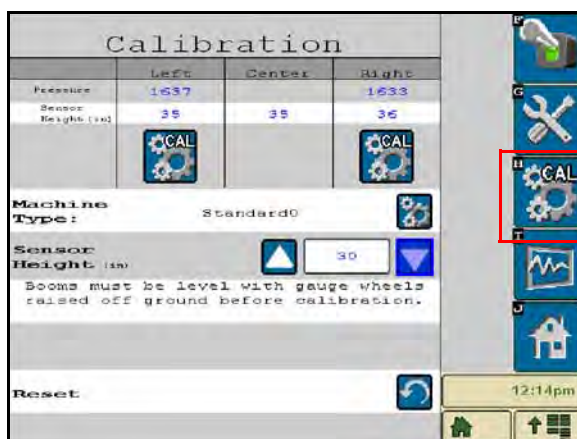 Calibration
Left Center Right
Pressure 1637 1633
Sensor Height (in) 35 35 36
CAL CAL
Machine Type: Standard0
Sensor Height (in) 30
Booms must be level with gauge wheels
raised off ground before calibration.
Reset
F
G
H CAL
I
J
12:14pm